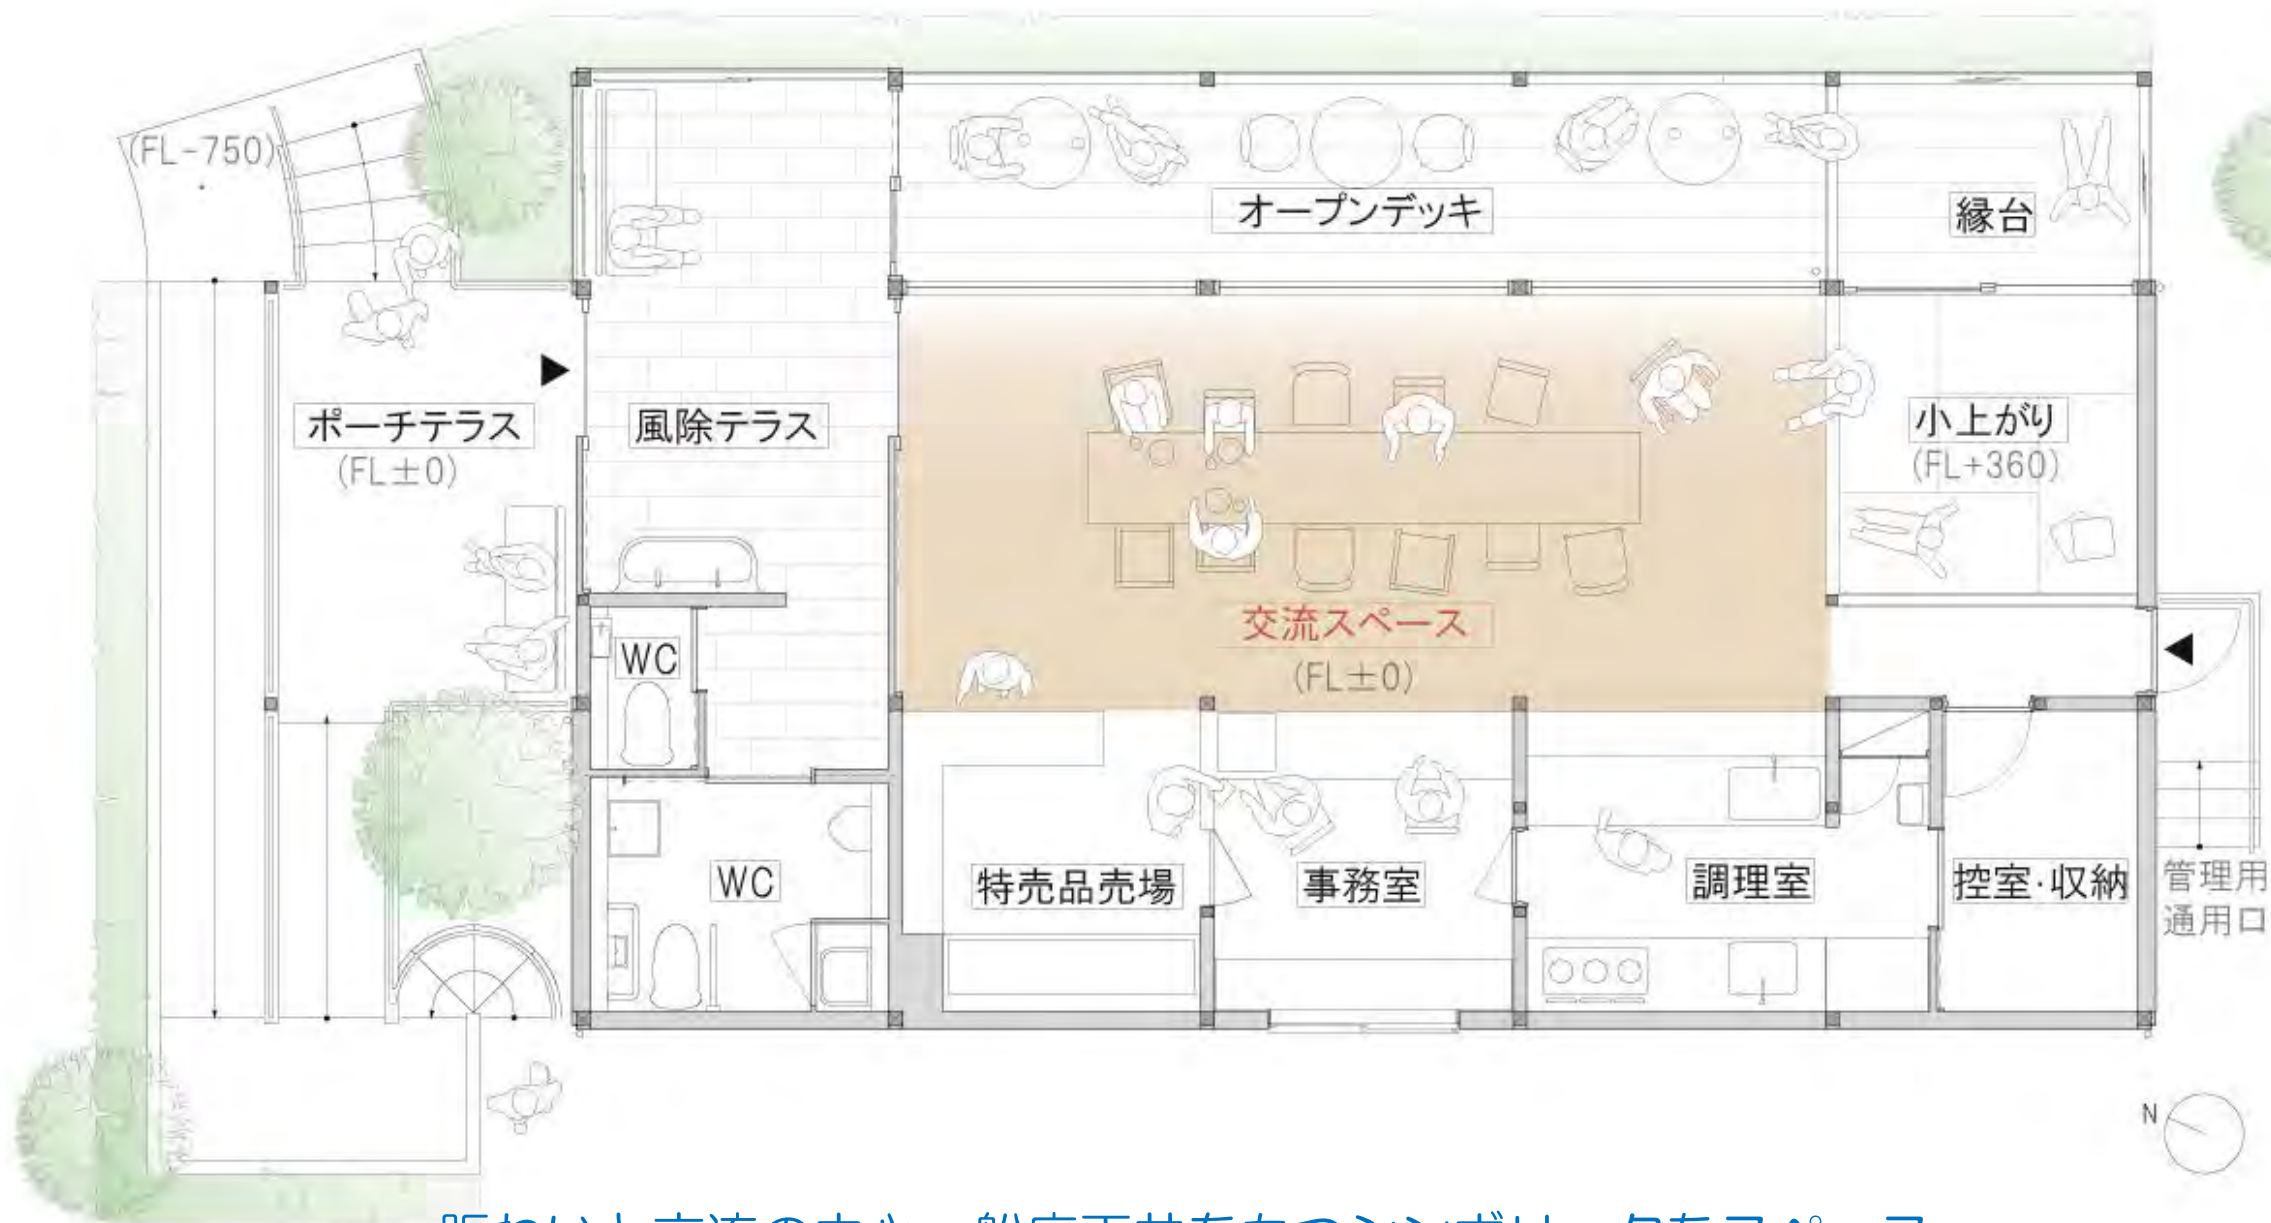 (FL-750)
オープンデッキ
縁台
ポーチテラス
(FL±0)
風除テラス
小上がり
(FL+360)
交流スペース
(FL±0)
WC
WC
特売品売場
事務室
調理室
控室・収納
管理用
通用口
N